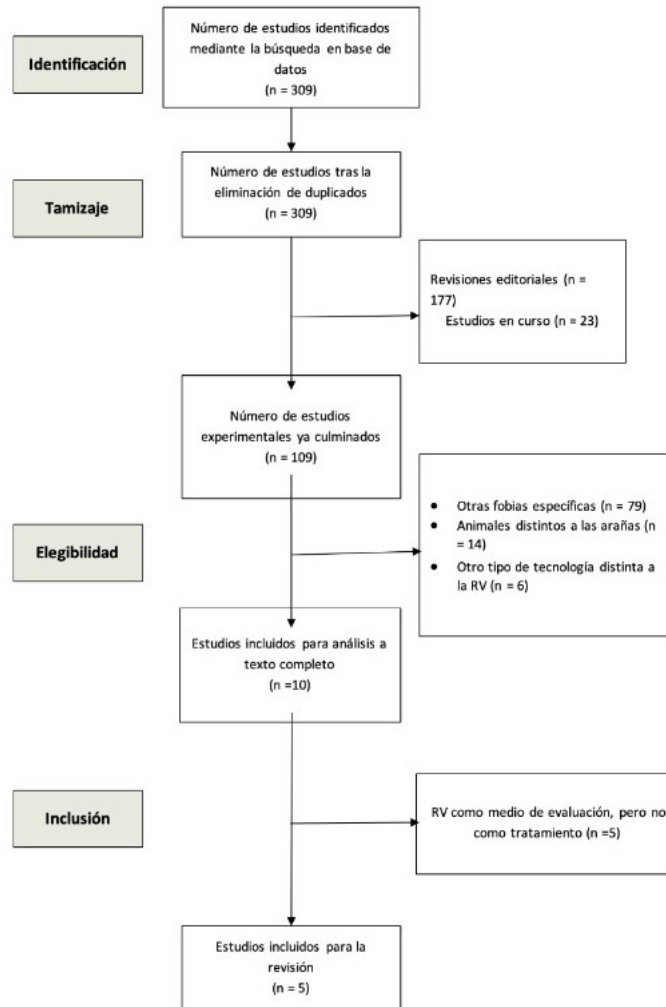 Identificación
Número de estudios identificados
mediante la búsqueda en base de
datos
(n = 309)
Tamizaje
Número de estudios tras la
eliminación de duplicados
(n = 309)
Revisiones editoriales (n =
177)
Estudios en curso (n = 23)
Número de estudios
experimentales ya culminados
(n = 109)
Elegibilidad
• Otras fobias específicas (n = 79)
• Animales distintos a las arañas (n
= 14)
• Otro tipo de tecnología distinta a
la RV (n = 6)
Estudios incluidos para análisis a
texto completo
(n =10)
Inclusión
RV como medio de evaluación, pero no
como tratamiento (n =5)
Estudios incluidos para la
revisión
(n = 5)